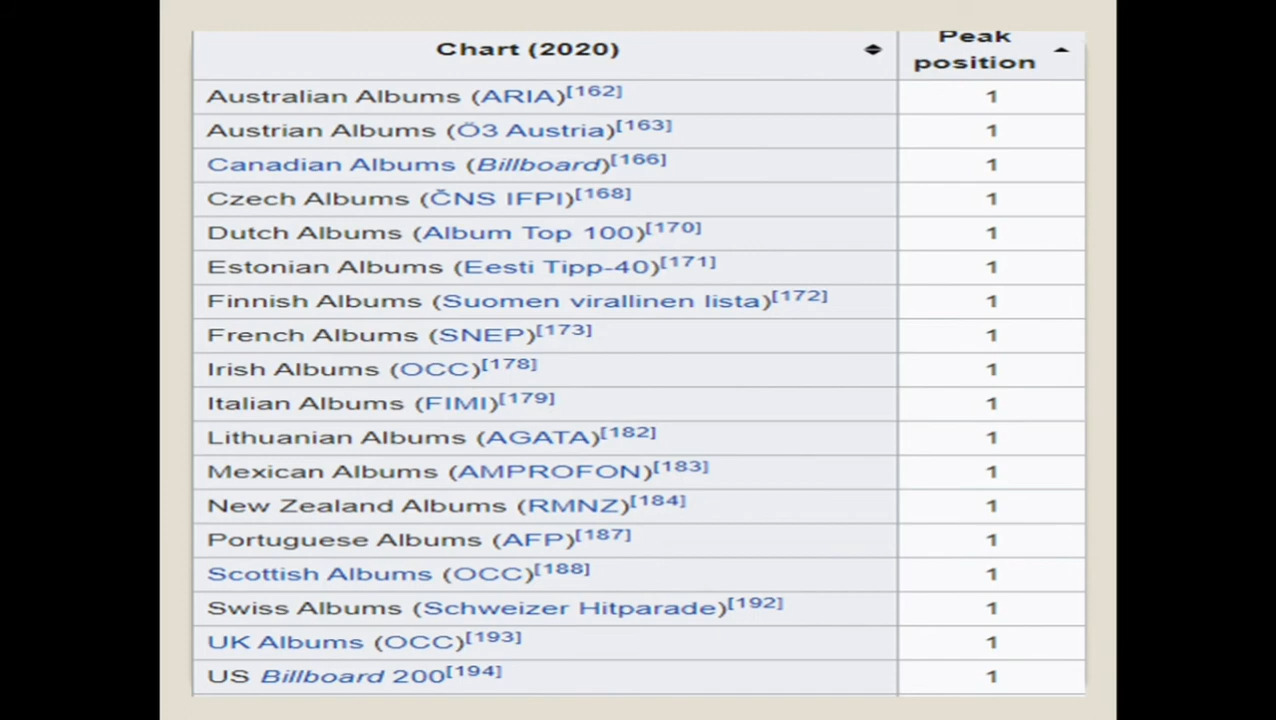 Chart (2020) Peak position
Australian Albums (ARIA)[162] 1
Austrian Albums (Ö3 Austria)[163] 1
Canadian Albums (Billboard)[166] 1
Czech Albums (ČNS IFPI)[168] 1
Dutch Albums (Album Top 100)[170] 1
Estonian Albums (Eesti Tipp-40)[171] 1
Finnish Albums (Suomen virallinen lista)[172] 1
French Albums (SNEP)[173] 1
Irish Albums (OCC)[178] 1
Italian Albums (FIMI)[179] 1
Lithuanian Albums (AGATA)[182] 1
Mexican Albums (AMPROFON)[183] 1
New Zealand Albums (RMNZ)[184] 1
Portuguese Albums (AFP)[187] 1
Scottish Albums (OCC)[188] 1
Swiss Albums (Schweizer Hitparade)[192] 1
UK Albums (OCC)[193] 1
US Billboard 200[194] 1